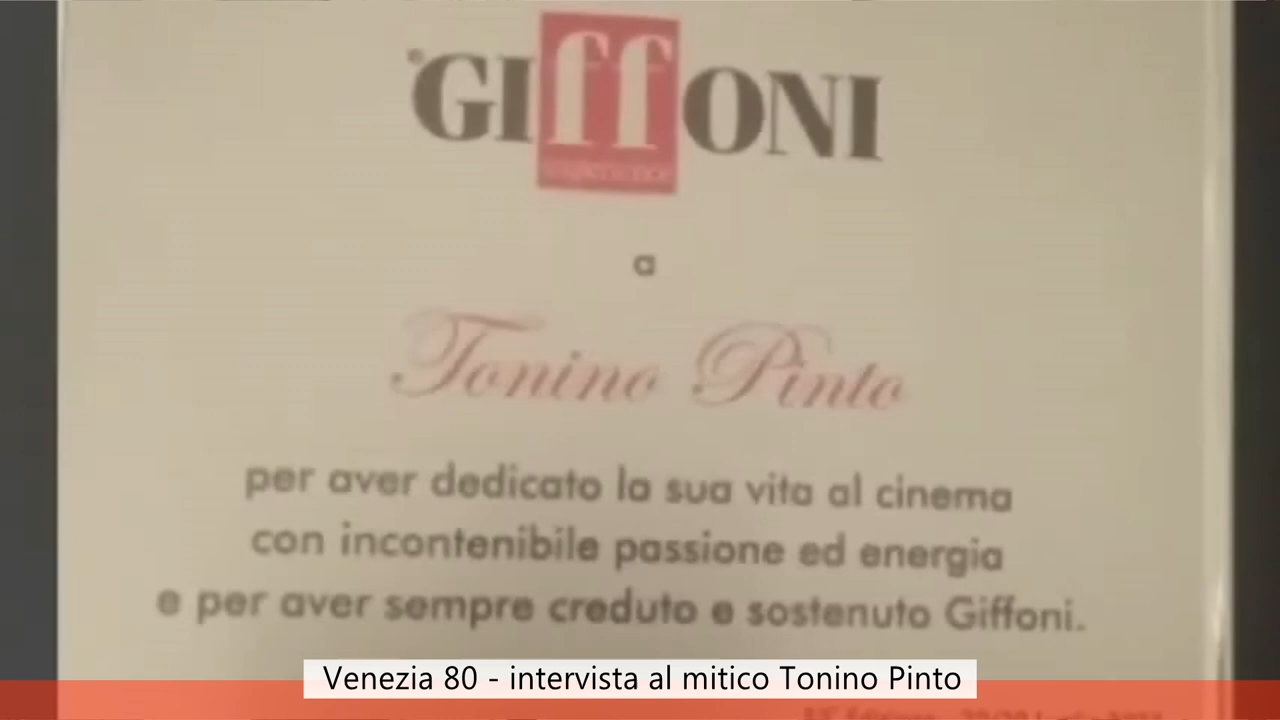 GIffONI
experience
a
Tonino Pinto
per aver dedicato la sua vita al cinema
con incontenibile passione ed energia
e per aver sempre creduto e sostenuto Giffoni.
Venezia 80 - intervista al mitico Tonino Pinto